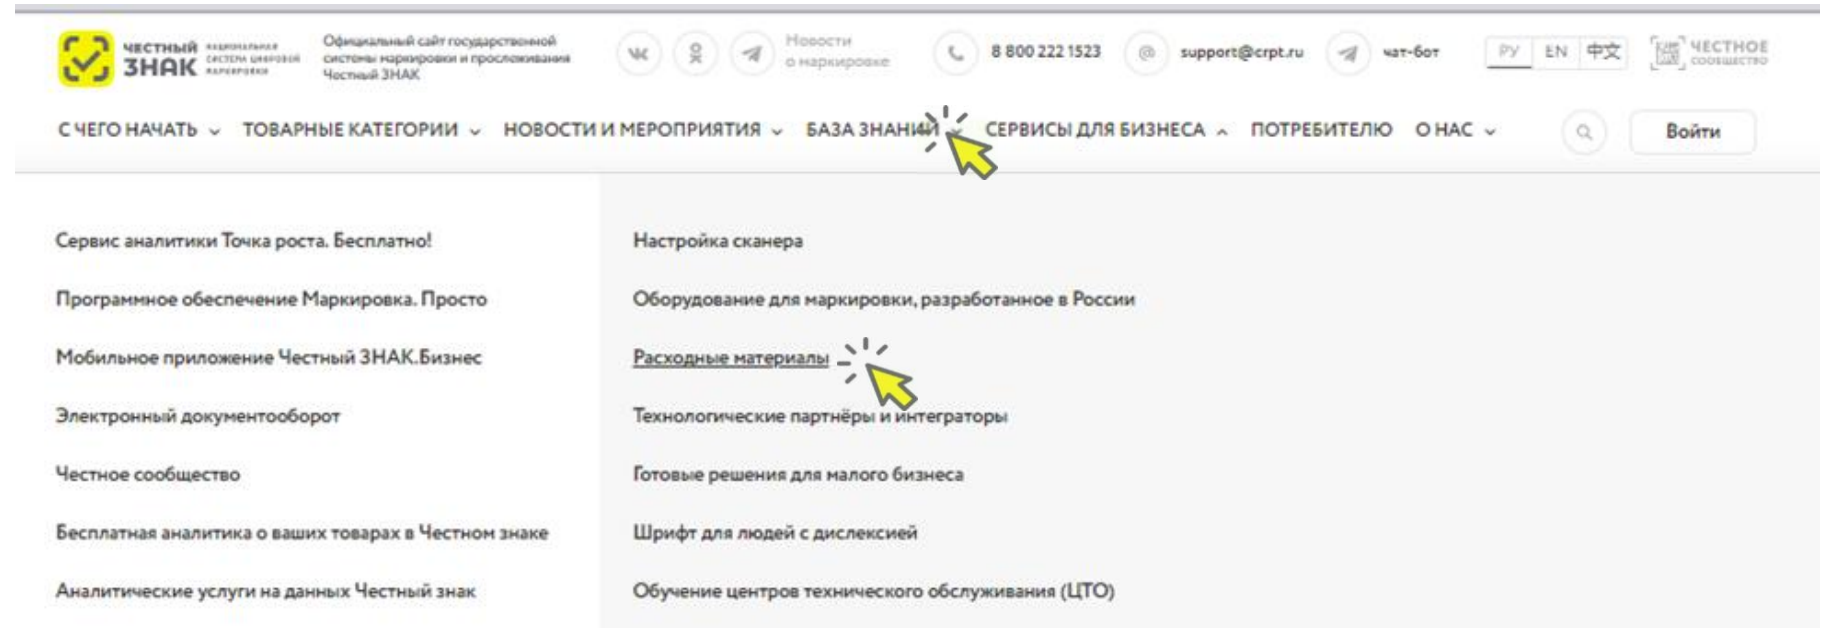 ЧЕСТНЫЙ
ЗНАК
НАЦИОНАЛЬНАЯ
СИСТЕМА ЦИФРОВОЙ
МАРКИРОВКИ
Официальный сайт государственной
системы маркировки и прослеживания
Честный ЗНАК
Новости
о маркировке
8 800 222 1523
support@crpt.ru
чат-бот
РУ EN 中文
ЧЕСТНОЕ
СООБЩЕСТВО
С ЧЕГО НАЧАТЬ ТОВАРНЫЕ КАТЕГОРИИ НОВОСТИ И МЕРОПРИЯТИЯ БАЗА ЗНАНИЙ СЕРВИСЫ ДЛЯ БИЗНЕСА ПОТРЕБИТЕЛЮ О НАС Войти
Сервис аналитики Точка роста. Бесплатно!
Программное обеспечение Маркировка. Просто
Мобильное приложение Честный ЗНАК.Бизнес
Электронный документооборот
Честное сообщество
Бесплатная аналитика о ваших товарах в Честном знаке
Аналитические услуги на данных Честный знак
Настройка сканера
Оборудование для маркировки, разработанное в России
Расходные материалы
Технологические партнёры и интеграторы
Готовые решения для малого бизнеса
Шрифт для людей с дислексией
Обучение центров технического обслуживания (ЦТО)